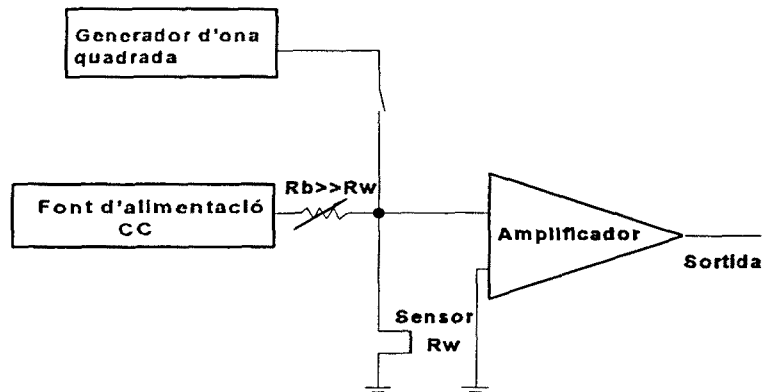 Generador d'ona
quadrada
Rb>>Rw
Font d'alimentació
CC
Amplificador
Sortida
Sensor
Rw